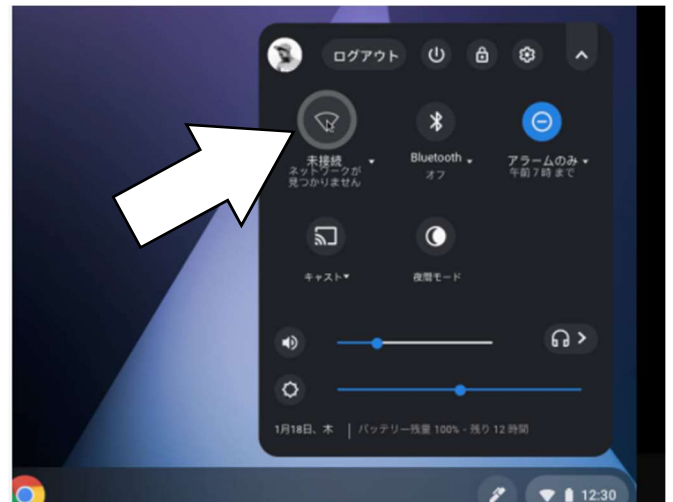 ログアウト
未接続
ネットワークが
見つかりません
Bluetooth
オフ
アラームのみ
午前7時 まで
キャスト
夜間モード
1月18日、木 | バッテリー残量 100% - 残り 12 時間
12:30